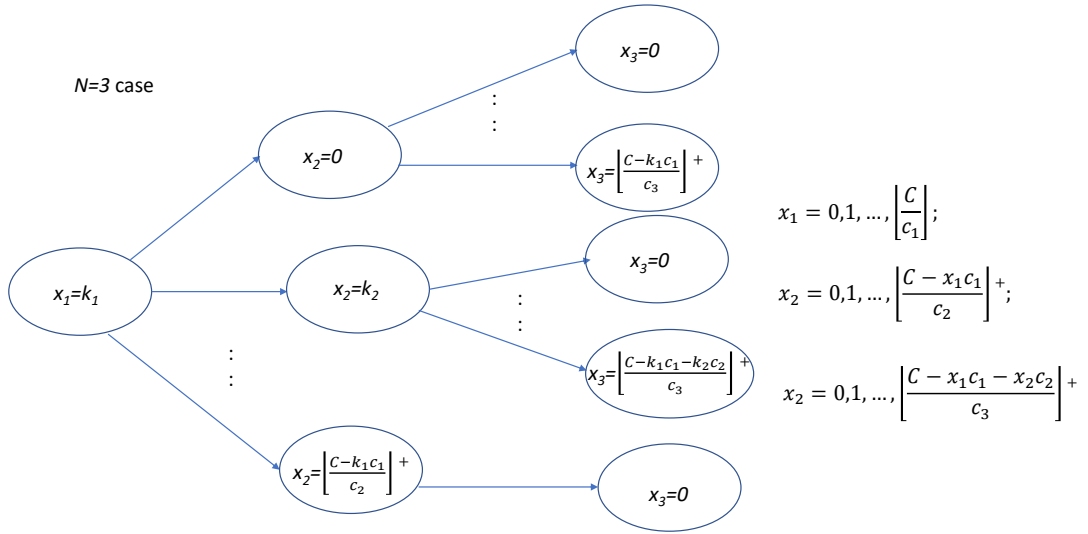 N=3 case
x₃=0
⋮
x₂=0
x₃=⌊(C−k₁c₁)/c₃⌋⁺
x₁ = 0,1, …, ⌊C/c₁⌋;
x₃=0
x₁=k₁
x₂=k₂
x₂ = 0,1, …, ⌊(C − x₁c₁)/c₂⌋⁺;
⋮
⋮
x₃=⌊(C−k₁c₁−k₂c₂)/c₃⌋⁺
x₂ = 0,1, …, ⌊(C − x₁c₁ − x₂c₂)/c₃⌋⁺
x₂=⌊(C−k₁c₁)/c₂⌋⁺
x₃=0